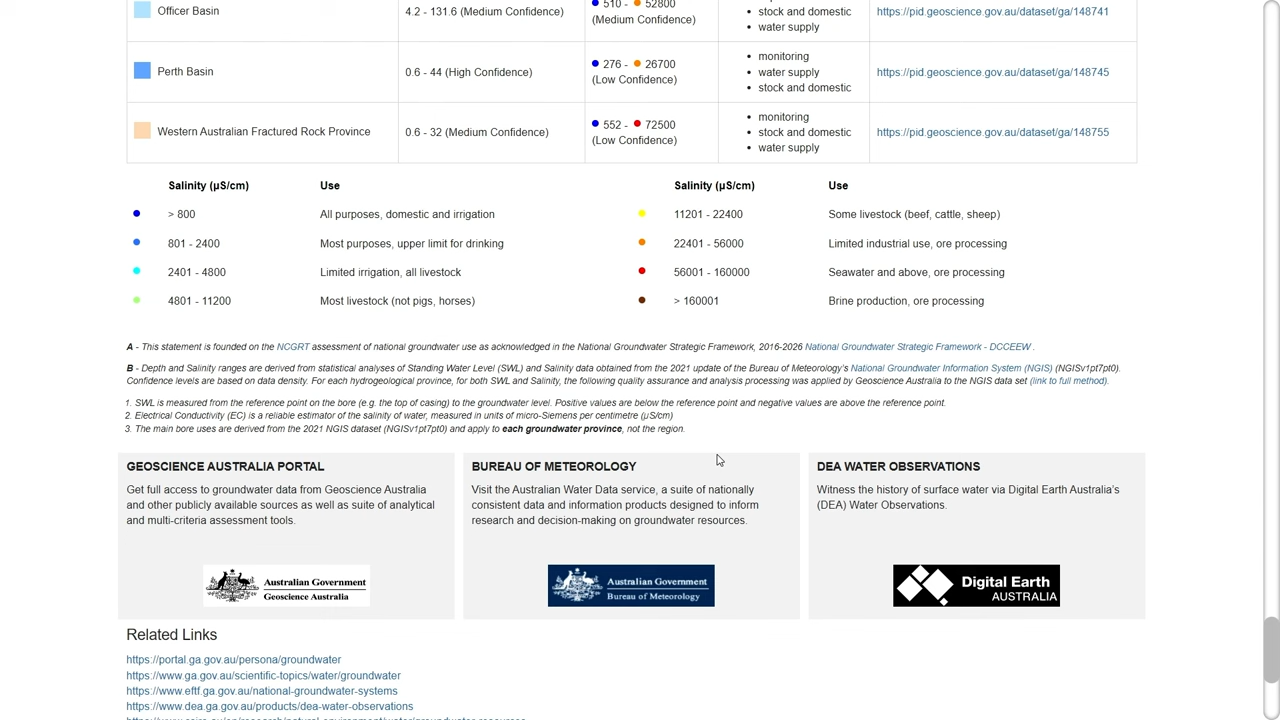 Officer Basin
4.2 - 131.6 (Medium Confidence)
510 - 52800
(Medium Confidence)
stock and domestic
water supply
https://pid.geoscience.gov.au/dataset/ga/148741
Perth Basin
0.6 - 44 (High Confidence)
276 - 26700
(Low Confidence)
monitoring
water supply
stock and domestic
https://pid.geoscience.gov.au/dataset/ga/148745
Western Australian Fractured Rock Province
0.6 - 32 (Medium Confidence)
552 - 72500
(Low Confidence)
monitoring
stock and domestic
water supply
https://pid.geoscience.gov.au/dataset/ga/148755
Salinity (µS/cm) Use Salinity (µS/cm) Use
> 800 All purposes, domestic and irrigation 11201 - 22400 Some livestock (beef, cattle, sheep)
801 - 2400 Most purposes, upper limit for drinking 22401 - 56000 Limited industrial use, ore processing
2401 - 4800 Limited irrigation, all livestock 56001 - 160000 Seawater and above, ore processing
4801 - 11200 Most livestock (not pigs, horses) > 160001 Brine production, ore processing
A - This statement is founded on the NCGRT assessment of national groundwater use as acknowledged in the National Groundwater Strategic Framework, 2016-2026 National Groundwater Strategic Framework - DCCEEW .
B - Depth and Salinity ranges are derived from statistical analyses of Standing Water Level (SWL) and Salinity data obtained from the 2021 update of the Bureau of Meteorology's National Groundwater Information System (NGIS) (NGISv1pt7pt0).
Confidence levels are based on data density. For each hydrogeological province, for both SWL and Salinity, the following quality assurance and analysis processing was applied by Geoscience Australia to the NGIS data set (link to full method).
1. SWL is measured from the reference point on the bore (e.g. the top of casing) to the groundwater level. Positive values are below the reference point and negative values are above the reference point.
2. Electrical Conductivity (EC) is a reliable estimator of the salinity of water, measured in units of micro-Siemens per centimetre (µS/cm)
3. The main bore uses are derived from the 2021 NGIS dataset (NGISv1pt7pt0) and apply to each groundwater province, not the region.
GEOSCIENCE AUSTRALIA PORTAL
Get full access to groundwater data from Geoscience Australia
and other publicly available sources as well as suite of analytical
and multi-criteria assessment tools.
Australian Government
Geoscience Australia
BUREAU OF METEOROLOGY
Visit the Australian Water Data service, a suite of nationally
consistent data and information products designed to inform
research and decision-making on groundwater resources.
Australian Government
Bureau of Meteorology
DEA WATER OBSERVATIONS
Witness the history of surface water via Digital Earth Australia's
(DEA) Water Observations.
Digital Earth
AUSTRALIA
Related Links
https://portal.ga.gov.au/persona/groundwater
https://www.ga.gov.au/scientific-topics/water/groundwater
https://www.eftf.ga.gov.au/national-groundwater-systems
https://www.dea.ga.gov.au/products/dea-water-observations